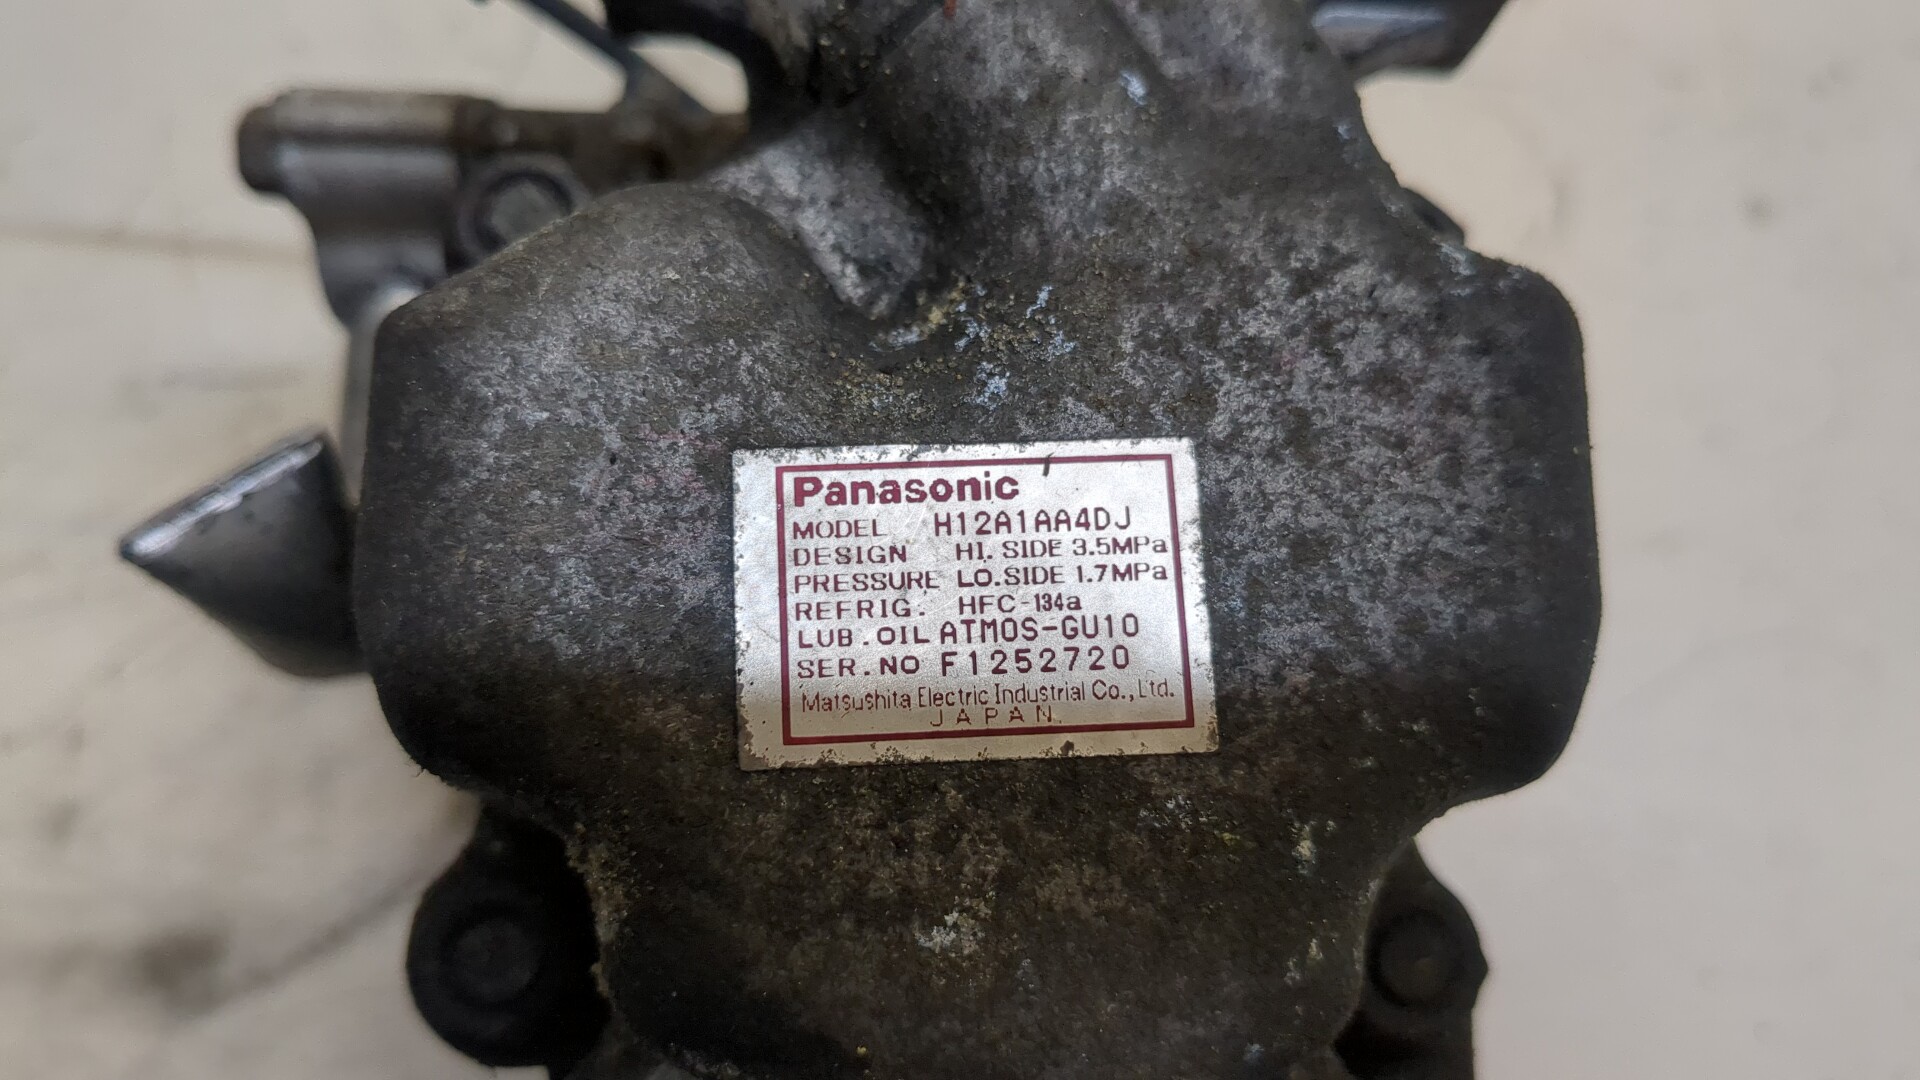 Panasonic
MODEL H12A1AA4DJ
DESIGN HI. SIDE 3.5MPa
PRESSURE LO.SIDE 1.7MPa
REFRIG. HFC-134a
LUB.OIL ATMOS-GU10
SER.NO F1252720
Matsushita Electric Industrial Co., Ltd.
JAPAN